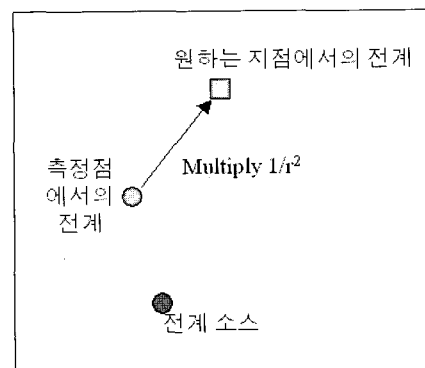 원하는 지점에서의 전계
측정점
에서의
전계
Multiply 1/r²
전계 소스